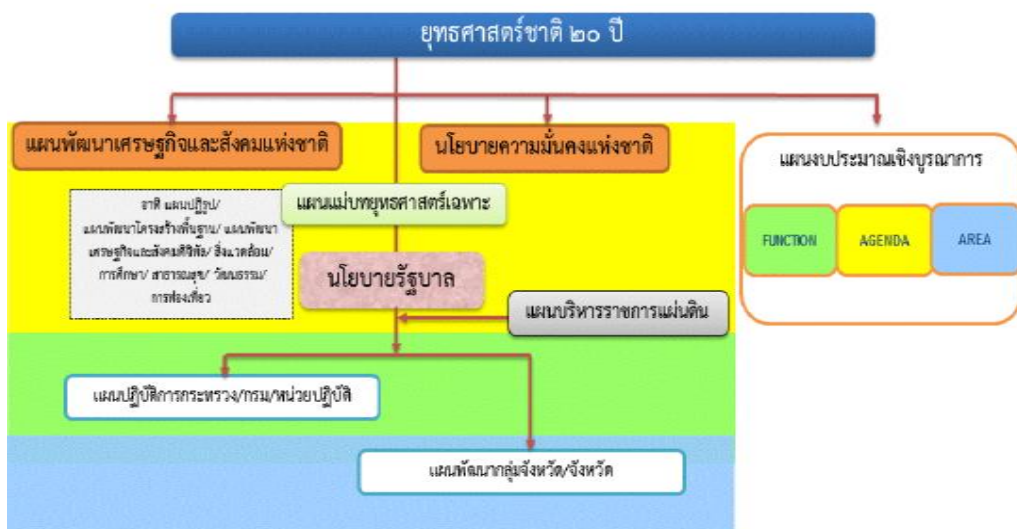 ยุทธศาสตร์ชาติ ๒๐ ปี
แผนพัฒนาเศรษฐกิจและสังคมแห่งชาติ
นโยบายความมั่นคงแห่งชาติ
แผนงบประมาณเชิงบูรณาการ
FUNCTION
AGENDA
AREA
แผนแม่บทยุทธศาสตร์เฉพาะ
อาทิ แผนปฏิรูป/
แผนพัฒนาโครงสร้างพื้นฐาน/ แผนพัฒนา
เศรษฐกิจและสังคมดิจิทัล/ สิ่งแวดล้อม/
การศึกษา/ สาธารณสุข/ วัฒนธรรม/
การท่องเที่ยว
นโยบายรัฐบาล
แผนบริหารราชการแผ่นดิน
แผนปฏิบัติการกระทรวง/กรม/หน่วยปฏิบัติ
แผนพัฒนากลุ่มจังหวัด/จังหวัด